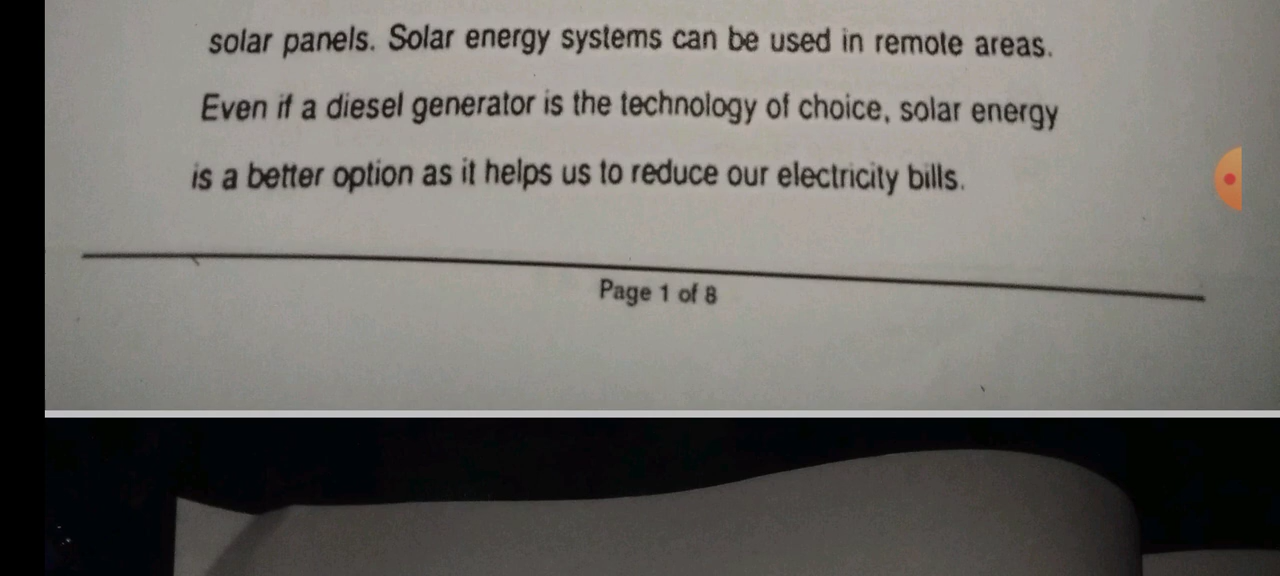 solar panels. Solar energy systems can be used in remote areas.
Even if a diesel generator is the technology of choice, solar energy
is a better option as it helps us to reduce our electricity bills.
Page 1 of 8